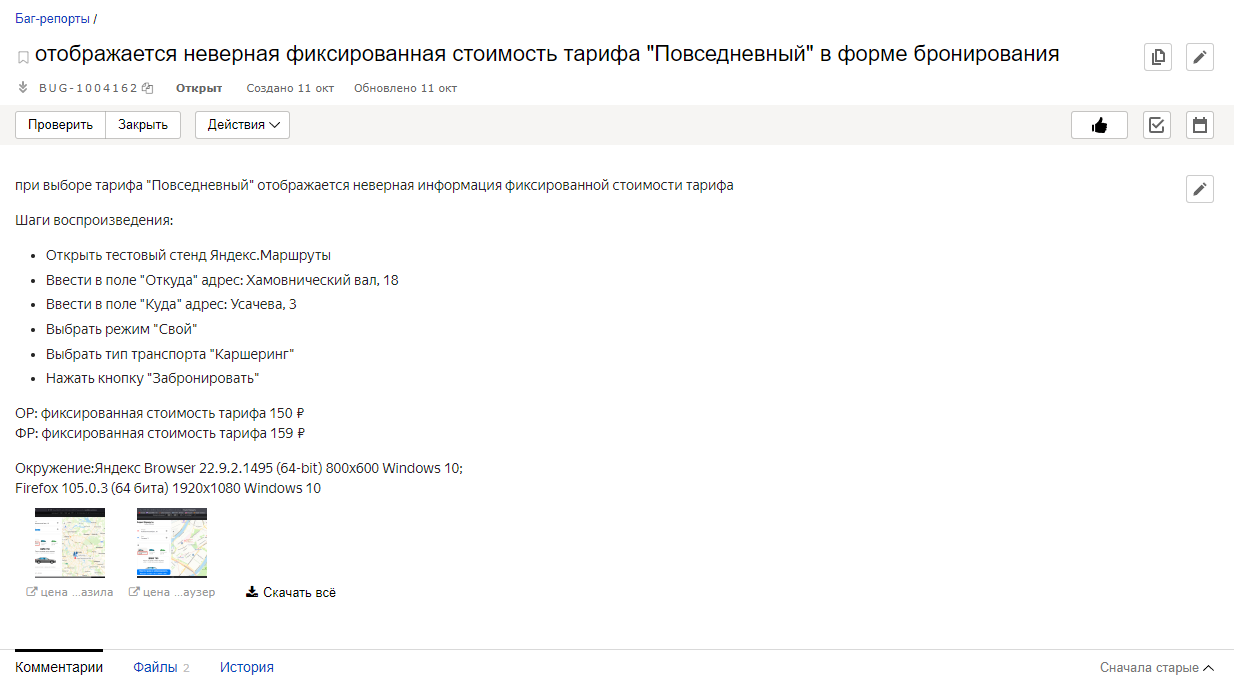 Баг-репорты /
отображается неверная фиксированная стоимость тарифа "Повседневный" в форме бронирования
BUG-1004162 Открыт Создано 11 окт Обновлено 11 окт
Проверить Закрыть Действия
при выборе тарифа "Повседневный" отображается неверная информация фиксированной стоимости тарифа
Шаги воспроизведения:
• Открыть тестовый стенд Яндекс.Маршруты
• Ввести в поле "Откуда" адрес: Хамовнический вал, 18
• Ввести в поле "Куда" адрес: Усачева, 3
• Выбрать режим "Свой"
• Выбрать тип транспорта "Каршеринг"
• Нажать кнопку "Забронировать"
ОР: фиксированная стоимость тарифа 150 ₽
ФР: фиксированная стоимость тарифа 159 ₽
Окружение:Яндекс Browser 22.9.2.1495 (64-bit) 800x600 Windows 10;
Firefox 105.0.3 (64 бита) 1920x1080 Windows 10
цена ...азила цена ...аузер Скачать всё
Комментарии Файлы 2 История Сначала старые